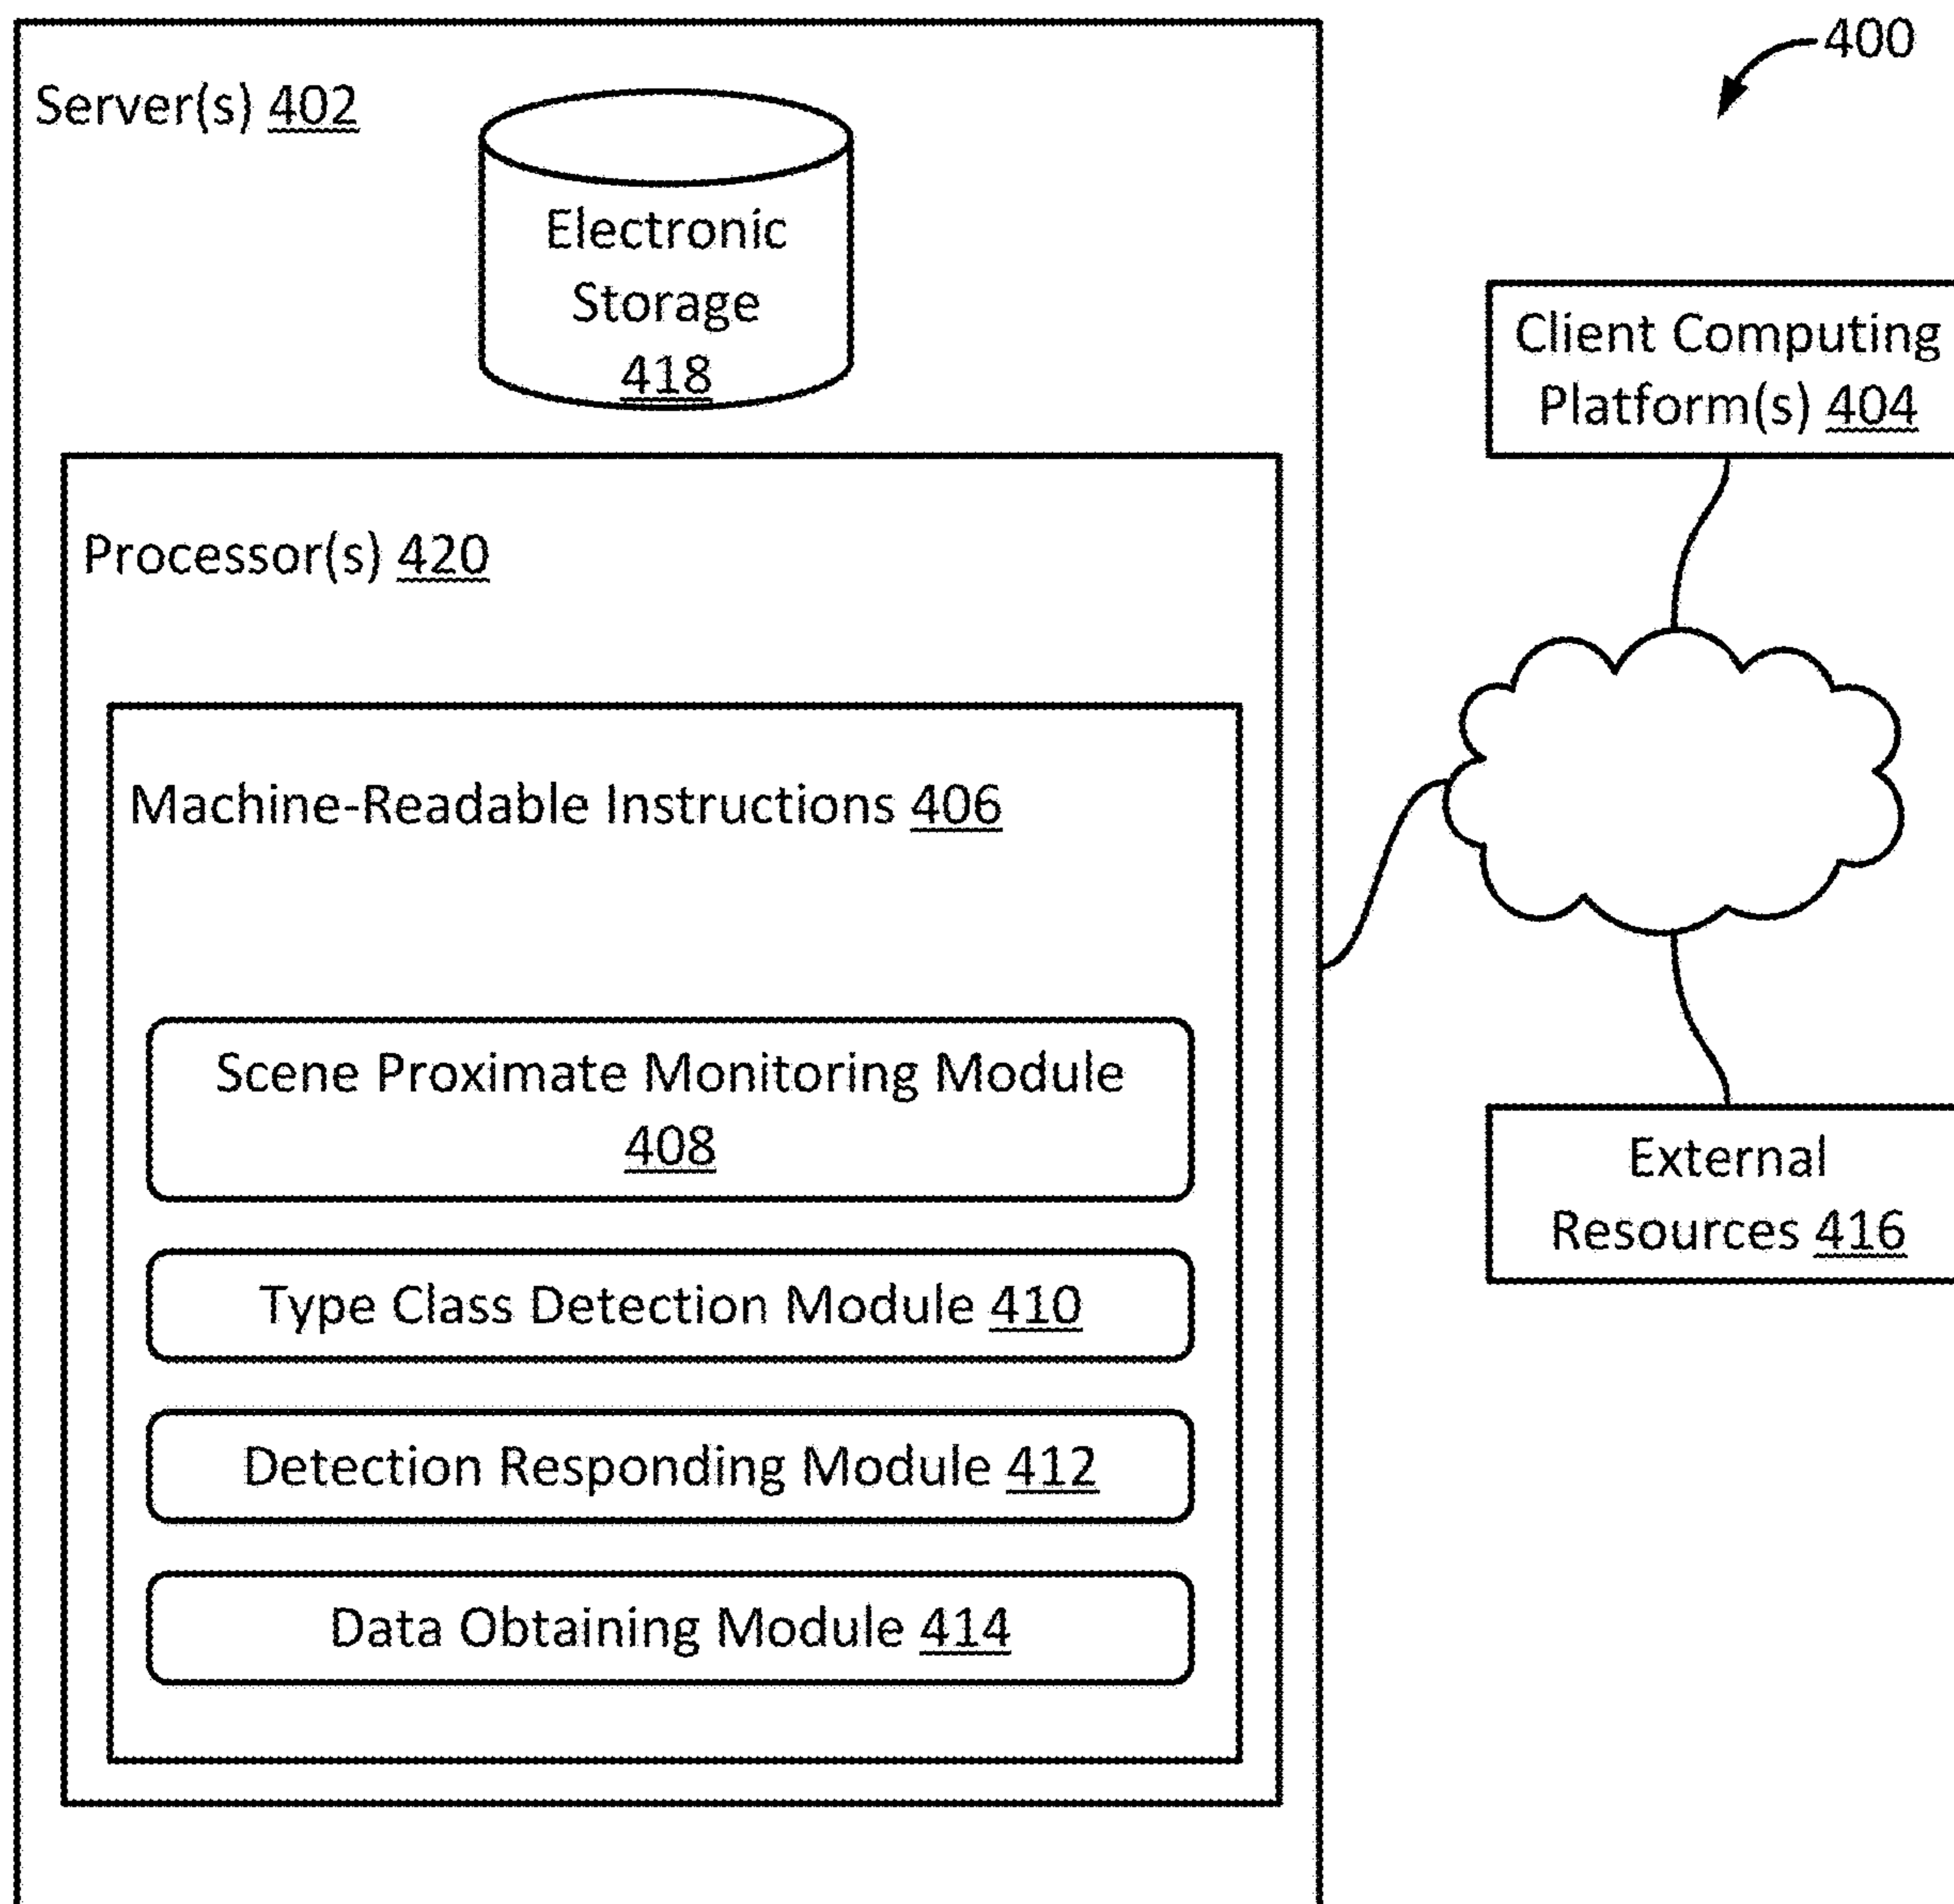 400
Server(s) 402
Electronic
Storage
418
Client Computing
Platform(s) 404
Processor(s) 420
Machine-Readable Instructions 406
Scene Proximate Monitoring Module
408
External
Resources 416
Type Class Detection Module 410
Detection Responding Module 412
Data Obtaining Module 414